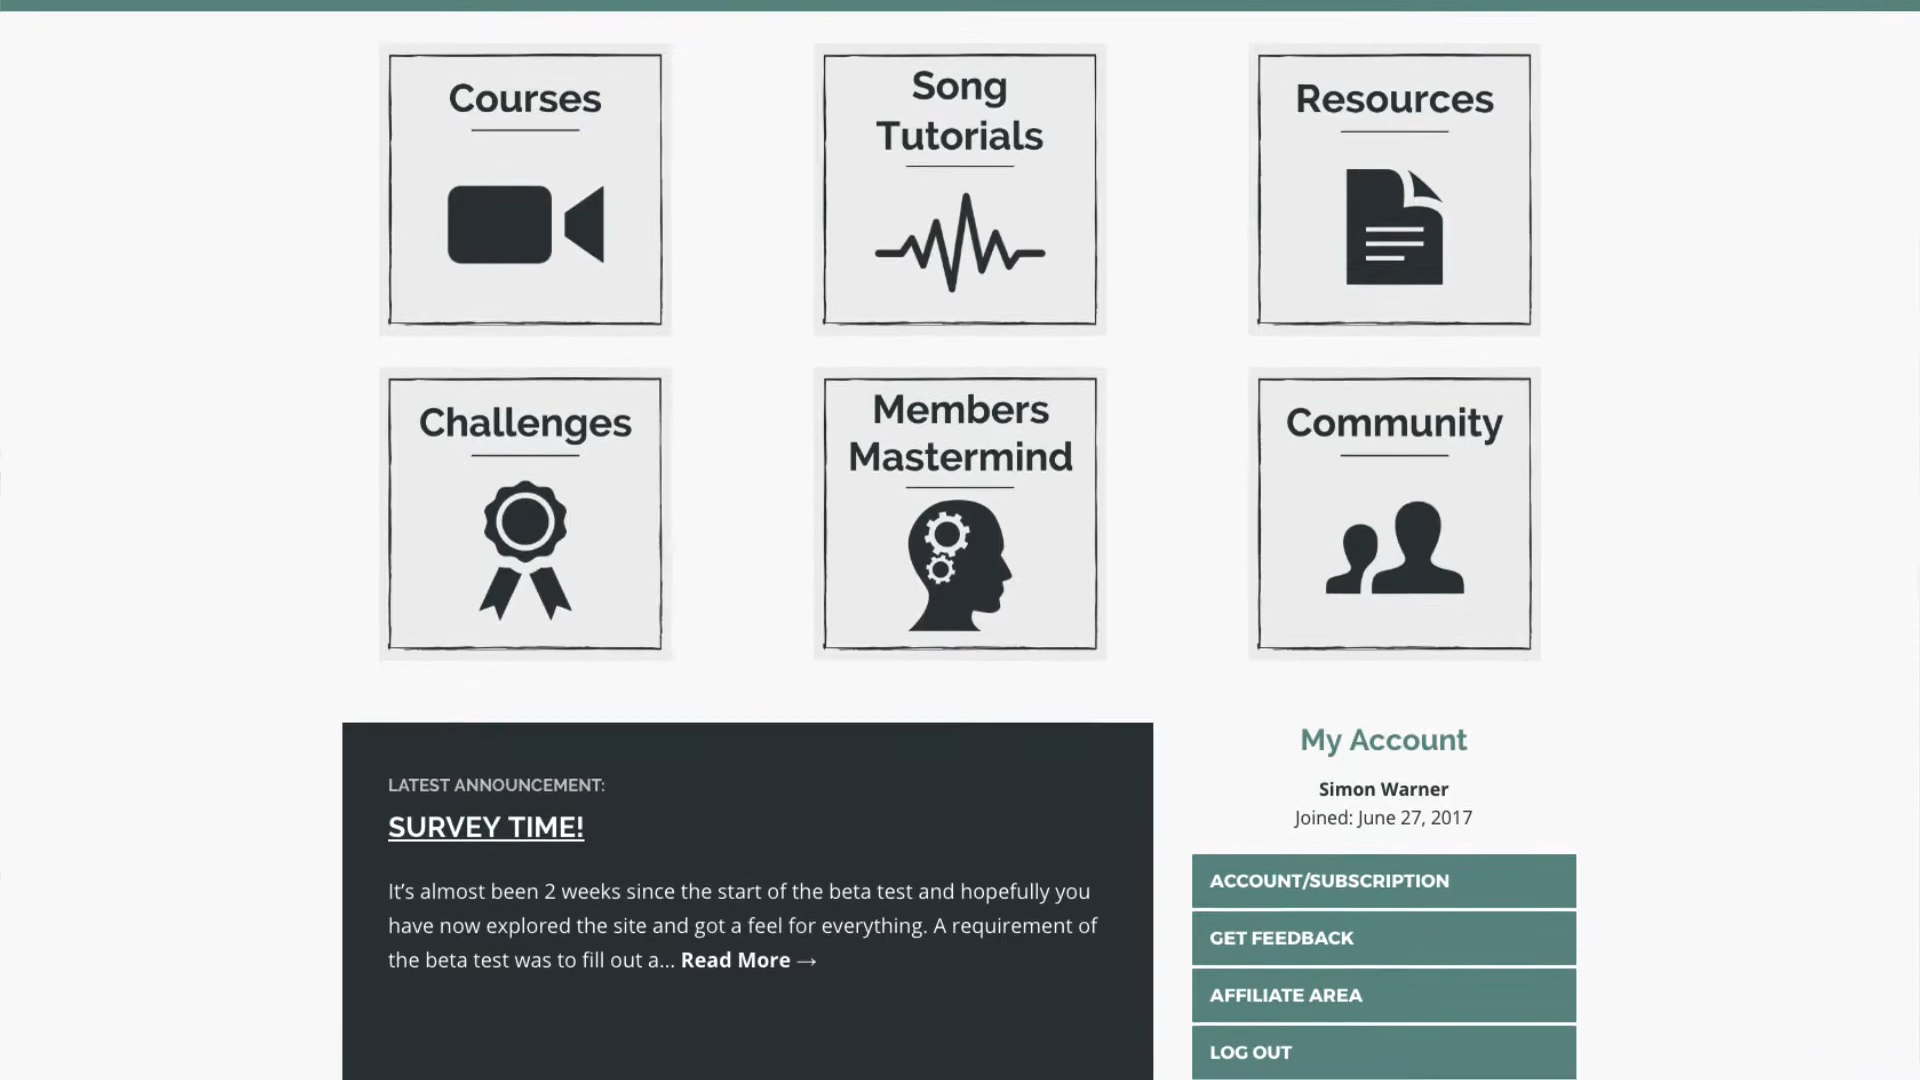 Courses
Song
Tutorials
Resources
Challenges
Members
Mastermind
Community
LATEST ANNOUNCEMENT:
SURVEY TIME!
It’s almost been 2 weeks since the start of the beta test and hopefully you
have now explored the site and got a feel for everything. A requirement of
the beta test was to fill out a... Read More →
My Account
Simon Warner
Joined: June 27, 2017
ACCOUNT/SUBSCRIPTION
GET FEEDBACK
AFFILIATE AREA
LOG OUT